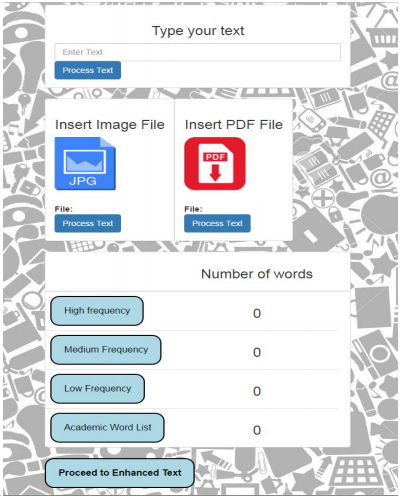 Type your text
Enter Text
Process Text
Insert Image File Insert PDF File
JPG PDF
File: File:
Process Text Process Text
Number of words
High frequency 0
Medium Frequency 0
Low Frequency 0
Academic Word List 0
Proceed to Enhanced Text